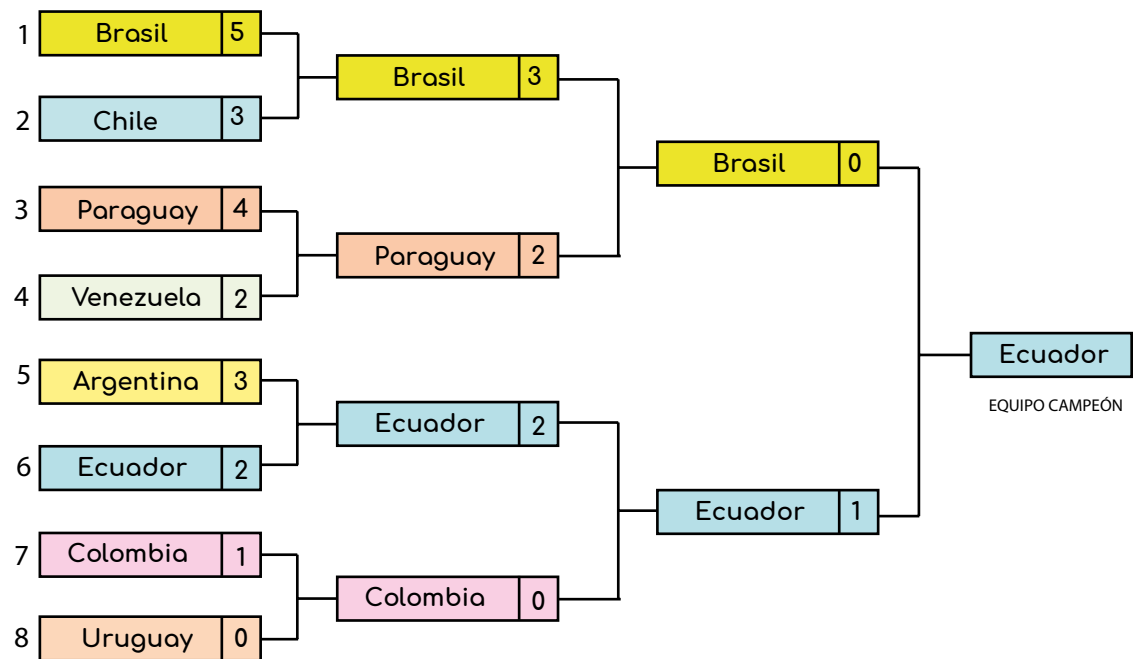 1 Brasil 5
2 Chile 3
3 Paraguay 4
4 Venezuela 2
5 Argentina 3
6 Ecuador 2
7 Colombia 1
8 Uruguay 0
Brasil 3
Paraguay 2
Ecuador 2
Colombia 0
Brasil 0
Ecuador 1
Ecuador
EQUIPO CAMPEÓN